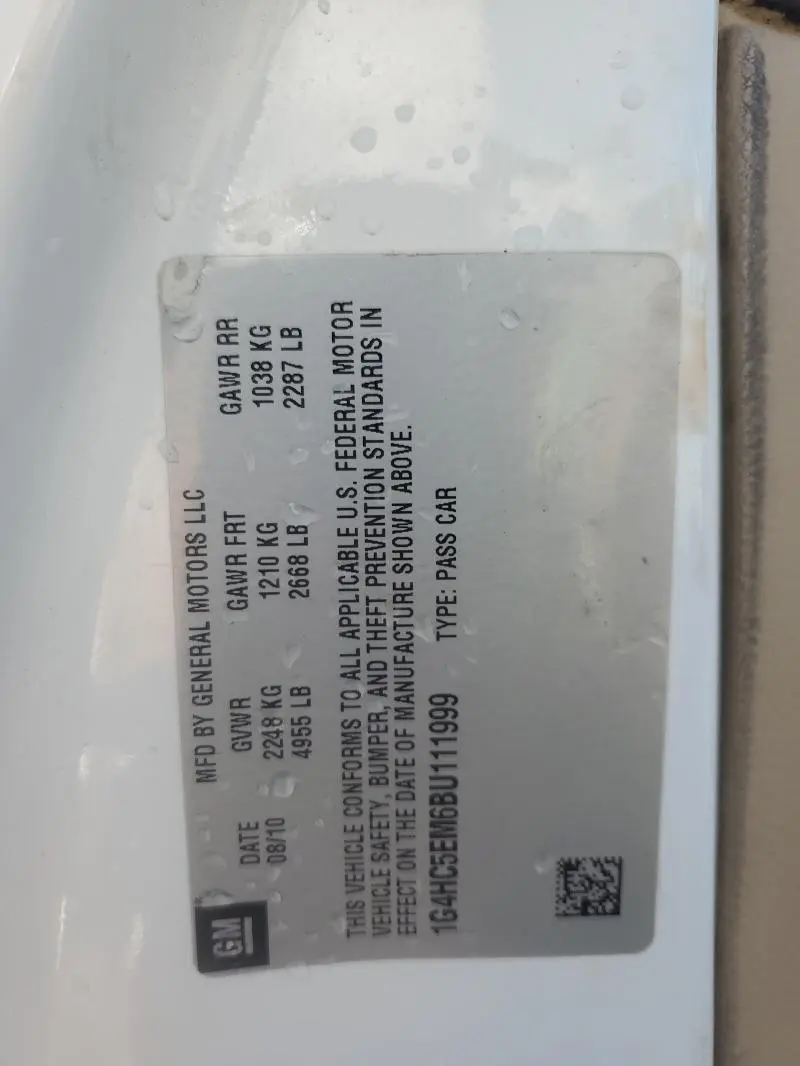 GM
MFD BY GENERAL MOTORS LLC
DATE GVWR GAWR FRT GAWR RR
08/10 2248 KG 1210 KG 1038 KG
4955 LB 2668 LB 2287 LB
THIS VEHICLE CONFORMS TO ALL APPLICABLE U.S. FEDERAL MOTOR
VEHICLE SAFETY, BUMPER, AND THEFT PREVENTION STANDARDS IN
EFFECT ON THE DATE OF MANUFACTURE SHOWN ABOVE.
1G4HC5EM6BU111999 TYPE: PASS CAR